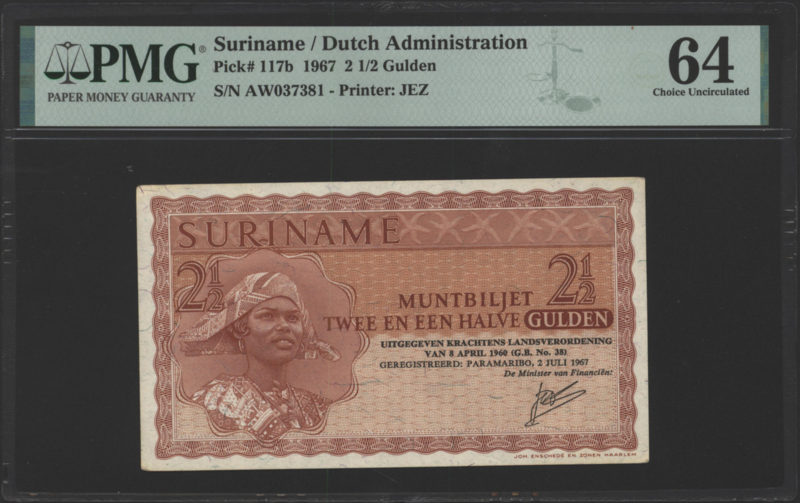 PMG®
PAPER MONEY GUARANTY
Suriname / Dutch Administration
Pick# 117b 1967 2 1/2 Gulden
S/N AW037381 - Printer: JEZ
64
Choice Uncirculated
SURINAME
2½
2½
MUNTBILJET
TWEE EN EEN HALVE GULDEN
UITGEGEVEN KRACHTENS LANDSVERORDENING
VAN 8 APRIL 1960 (G.B. No. 38)
GEREGISTREERD: PARAMARIBO, 2 JULI 1967
De Minister van Financiën:
JOH. ENSCHEDÉ EN ZONEN HAARLEM